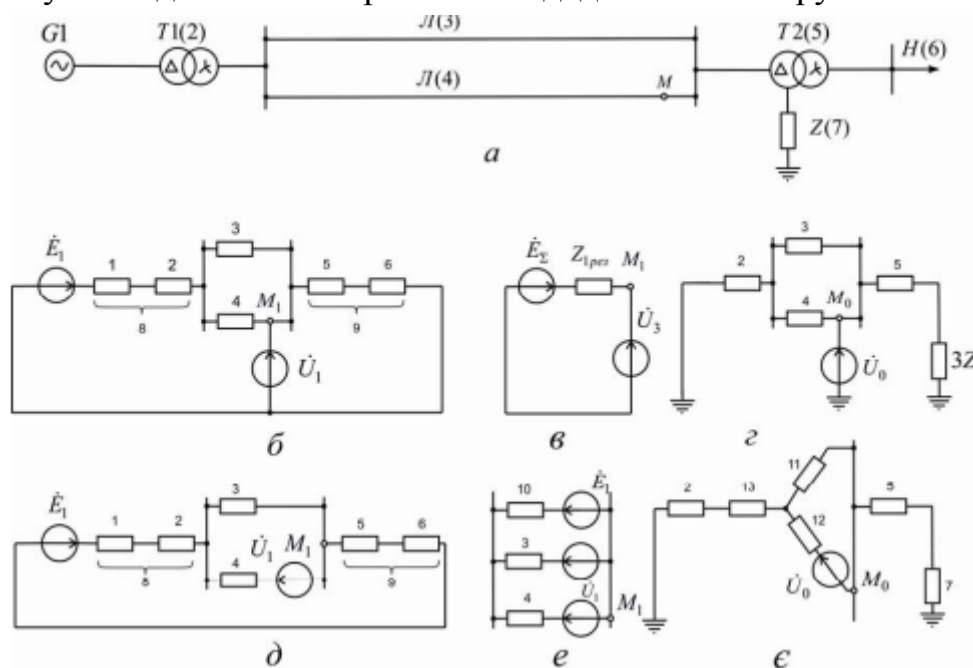 G1
T1(2)
Л(3)
T2(5)
H(6)
Л(4)
M
Z(7)
а
3
Ė₁
1
2
5
6
4
M₁
8
9
U̇₁
б
Ė_Σ
Z₁рез
M₁
U̇₃
в
3
2
5
4
M₀
U̇₀
3Z
г
Ė₁
3
1
2
U̇₁
M₁
5
6
4
8
9
д
10
Ė₁
3
4
U̇₁
M₁
е
11
2
13
12
U̇₀
M₀
7
є